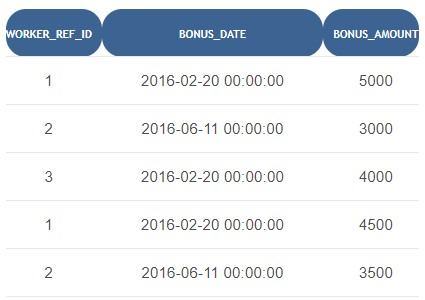 WORKER_REF_ID BONUS_DATE BONUS_AMOUNT
1 2016-02-20 00:00:00 5000
2 2016-06-11 00:00:00 3000
3 2016-02-20 00:00:00 4000
1 2016-02-20 00:00:00 4500
2 2016-06-11 00:00:00 3500